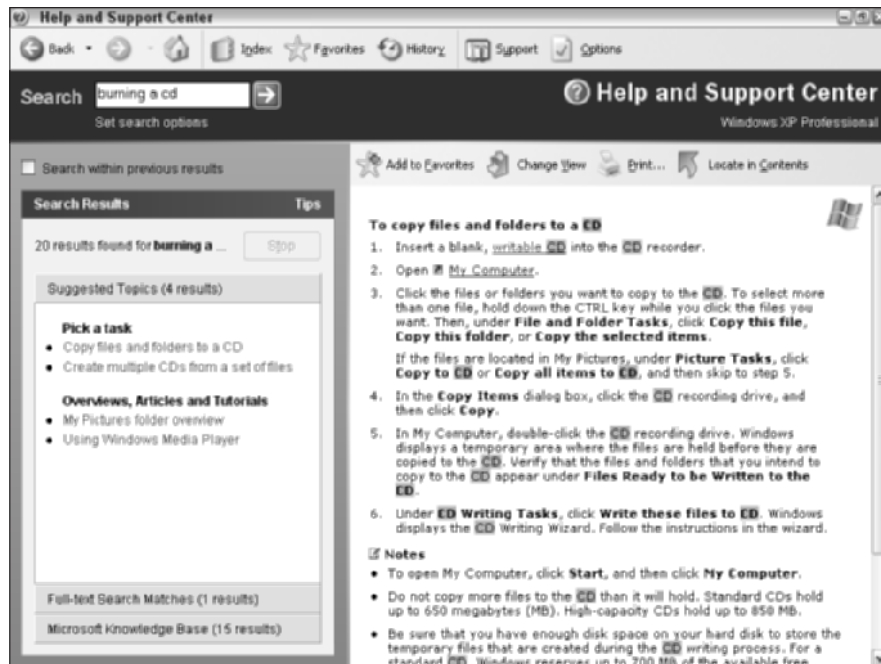 Help and Support Center
Back Index Favorites History Support Options
Search burning a cd
Set search options
Help and Support Center
Windows XP Professional
Search within previous results
Add to Favorites Change View Print... Locate in Contents
Search Results Tips
20 results found for burning a ... Stop
Suggested Topics (4 results)
Pick a task
• Copy files and folders to a CD
• Create multiple CDs from a set of files
Overviews, Articles and Tutorials
• My Pictures folder overview
• Using Windows Media Player
Full-text Search Matches (1 results)
Microsoft Knowledge Base (15 results)
To copy files and folders to a CD
1. Insert a blank, writable CD into the CD recorder.
2. Open My Computer.
3. Click the files or folders you want to copy to the CD. To select more
than one file, hold down the CTRL key while you click the files you
want. Then, under File and Folder Tasks, click Copy this file,
Copy this folder, or Copy the selected items.
If the files are located in My Pictures, under Picture Tasks, click
Copy to CD or Copy all items to CD, and then skip to step 5.
4. In the Copy Items dialog box, click the CD recording drive, and
then click Copy.
5. In My Computer, double-click the CD recording drive. Windows
displays a temporary area where the files are held before they are
copied to the CD. Verify that the files and folders that you intend to
copy to the CD appear under Files Ready to be Written to the
CD.
6. Under CD Writing Tasks, click Write these files to CD. Windows
displays the CD Writing Wizard. Follow the instructions in the wizard.
Notes
• To open My Computer, click Start, and then click My Computer.
• Do not copy more files to the CD than it will hold. Standard CDs hold
up to 650 megabytes (MB). High-capacity CDs hold up to 850 MB.
• Be sure that you have enough disk space on your hard disk to store the
temporary files that are created during the CD writing process. For a
standard CD, Windows reserves up to 700 MB of the available free